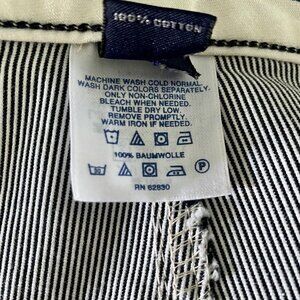 100% COTTON
MACHINE WASH COLD NORMAL.
WASH DARK COLORS SEPARATELY.
ONLY NON-CHLORINE
BLEACH WHEN NEEDED.
TUMBLE DRY LOW.
REMOVE PROMPTLY.
WARM IRON IF NEEDED.
100% BAUMWOLLE
P
RN 62830